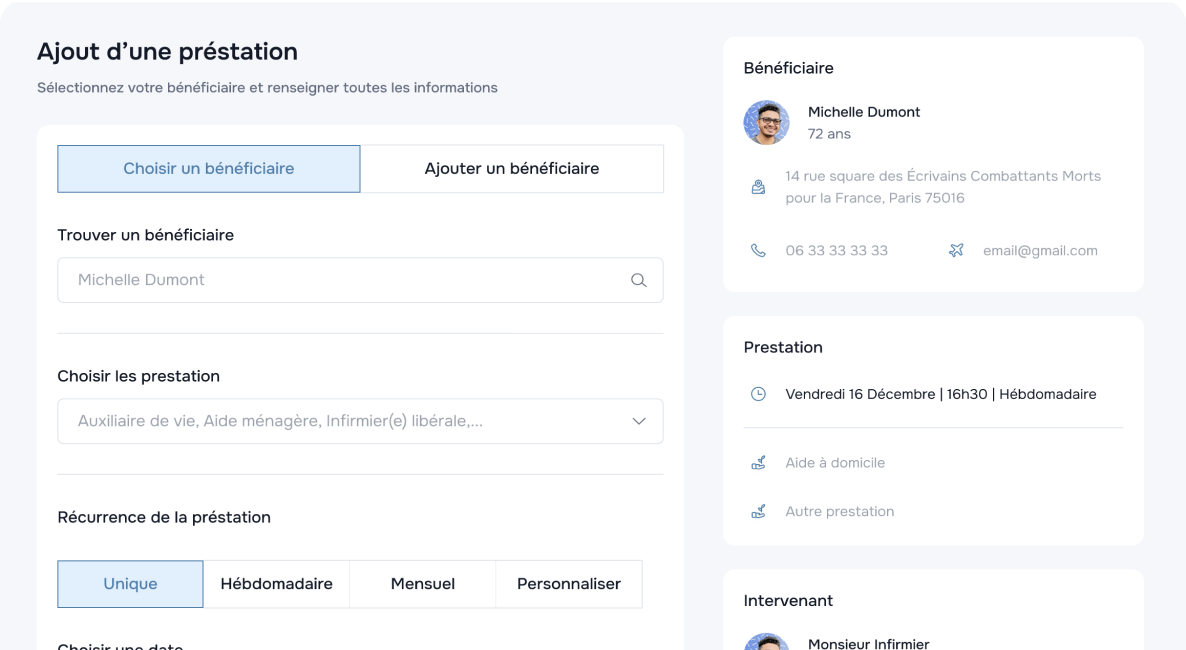 Ajout d’une préstation
Sélectionnez votre bénéficiaire et renseigner toutes les informations
Choisir un bénéficiaire
Ajouter un bénéficiaire
Trouver un bénéficiaire
Michelle Dumont
Choisir les prestation
Auxiliaire de vie, Aide ménagère, Infirmier(e) libérale,...
Récurrence de la préstation
Unique
Hébdomadaire
Mensuel
Personnaliser
Choisir une date
Bénéficiaire
Michelle Dumont
72 ans
14 rue square des Écrivains Combattants Morts
pour la France, Paris 75016
06 33 33 33 33
email@gmail.com
Prestation
Vendredi 16 Décembre | 16h30 | Hébdomadaire
Aide à domicile
Autre prestation
Intervenant
Monsieur Infirmier